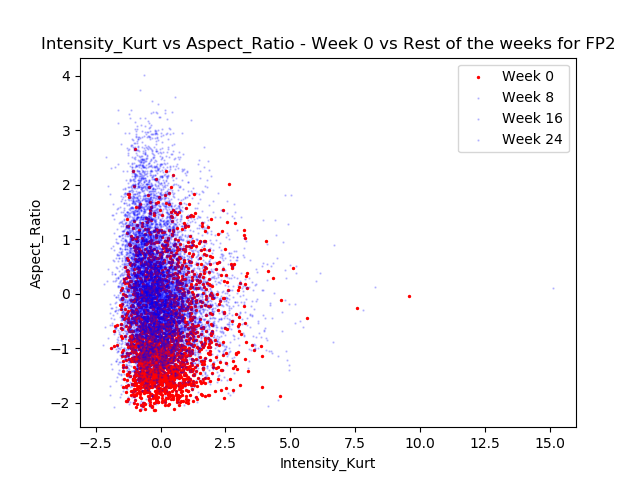 Intensity_Kurt vs Aspect_Ratio - Week 0 vs Rest of the weeks for FP2
Week 0
Week 8
Week 16
Week 24
4
3
2
1
0
−1
−2
Aspect_Ratio
−2.5 0.0 2.5 5.0 7.5 10.0 12.5 15.0
Intensity_Kurt